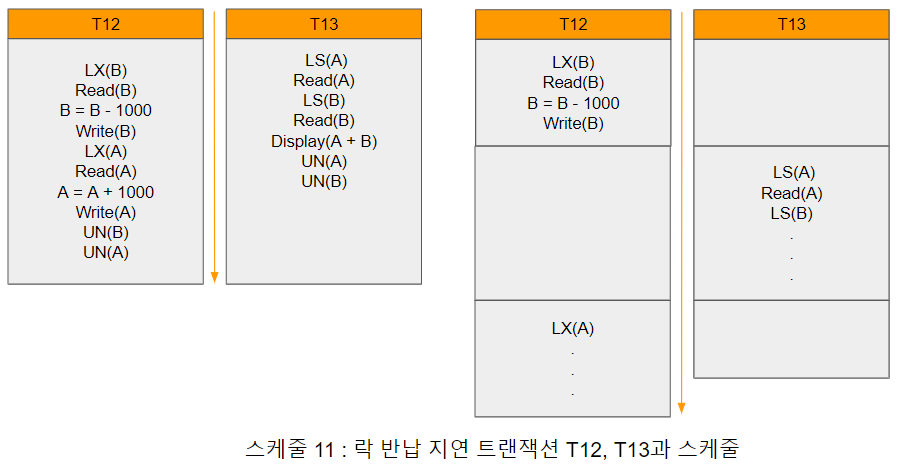 T12
LX(B)
Read(B)
B = B - 1000
Write(B)
LX(A)
Read(A)
A = A + 1000
Write(A)
UN(B)
UN(A)
T13
LS(A)
Read(A)
LS(B)
Read(B)
Display(A + B)
UN(A)
UN(B)
T12
LX(B)
Read(B)
B = B - 1000
Write(B)
LX(A)
.
.
.
T13
LS(A)
Read(A)
LS(B)
.
.
.
스케줄 11 : 락 반납 지연 트랜잭션 T12, T13과 스케줄